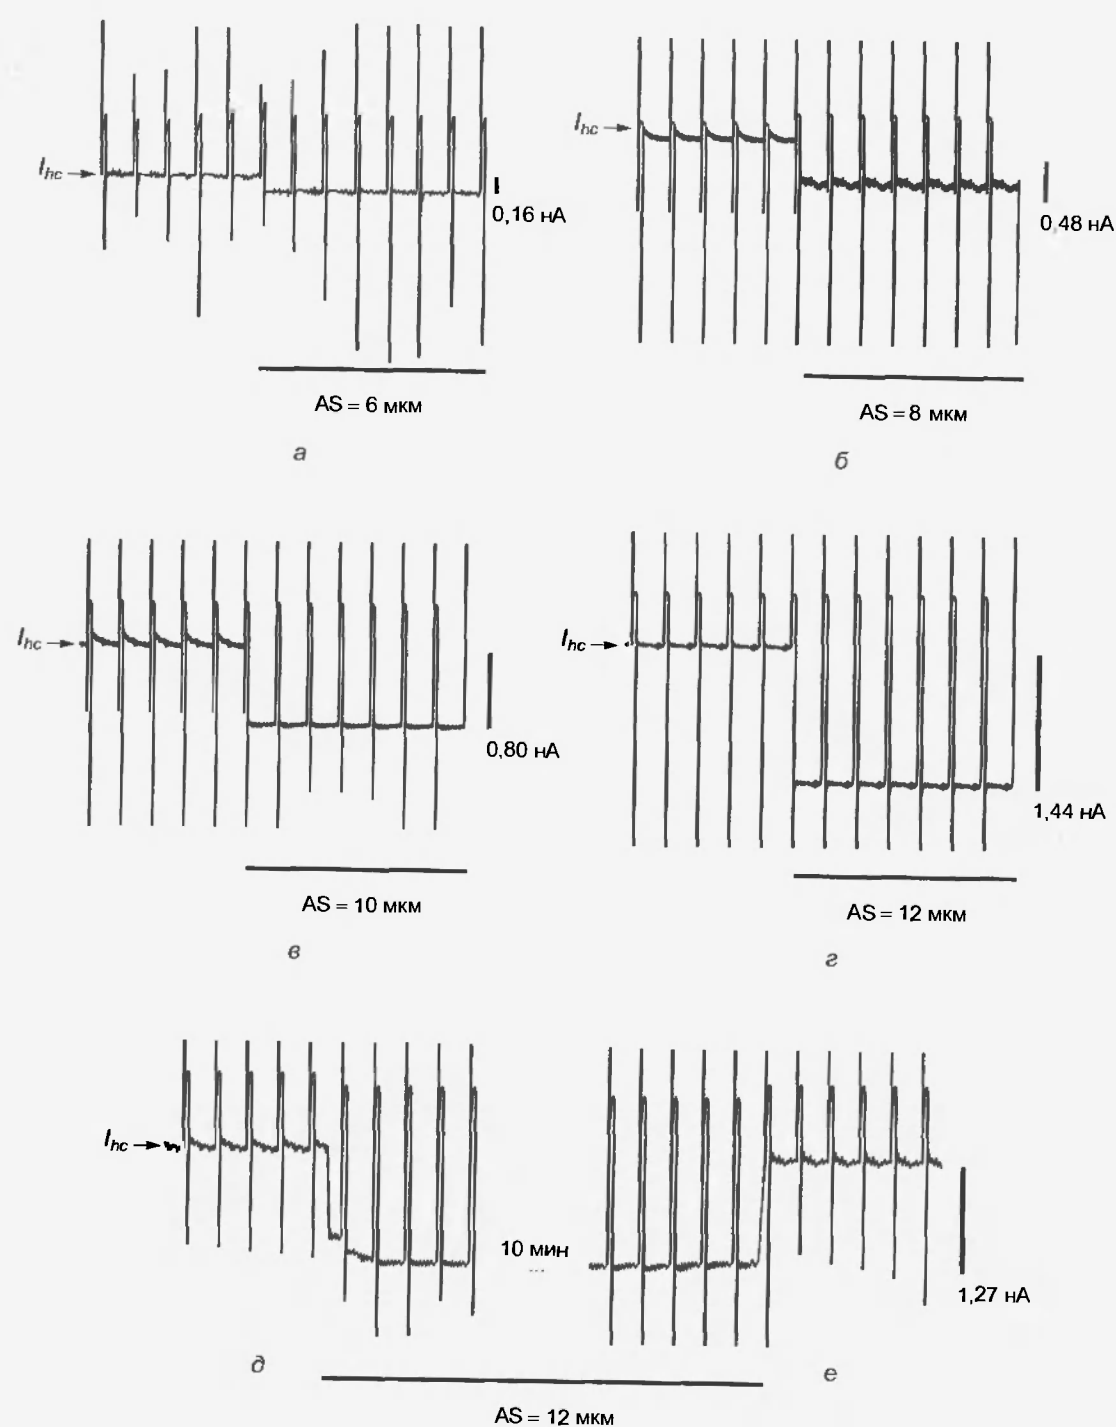 I_hc
0,16 нА
AS = 6 мкм
а
I_hc
0,48 нА
AS = 8 мкм
б
I_hc
0,80 нА
AS = 10 мкм
в
I_hc
1,44 нА
AS = 12 мкм
г
I_hc
10 мин
1,27 нА
д
е
AS = 12 мкм